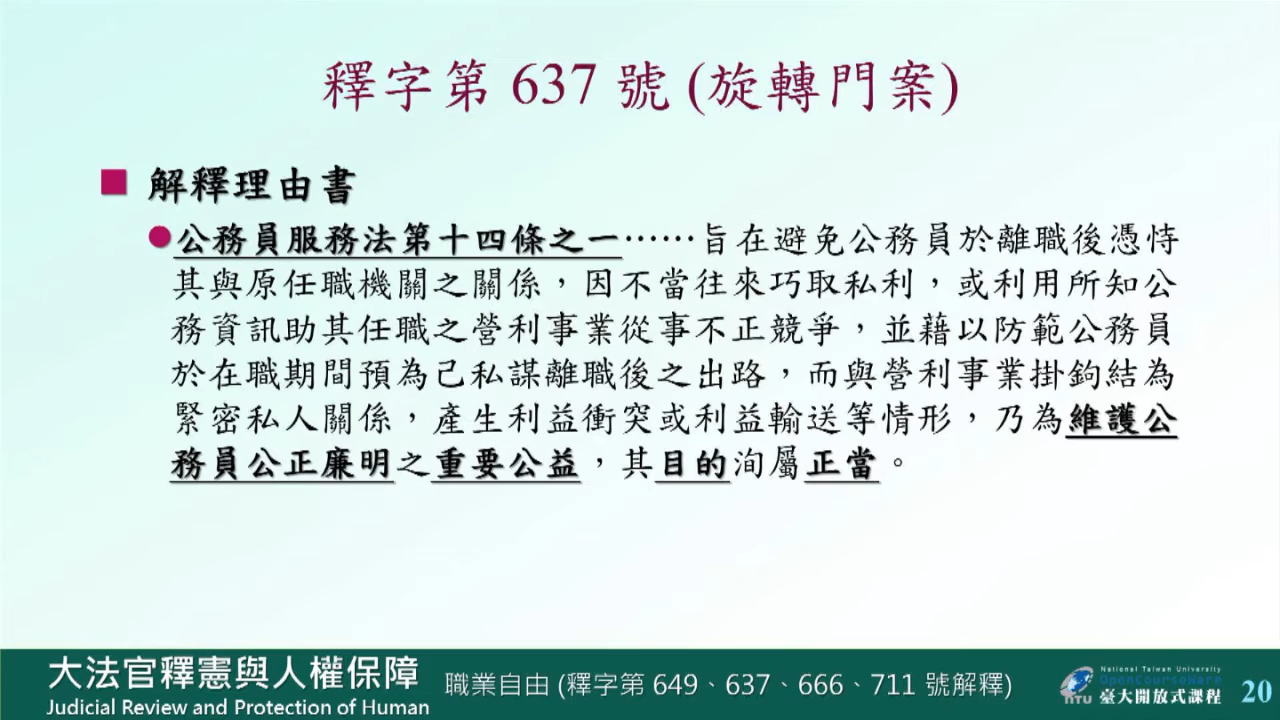 釋字第 637 號 (旋轉門案)
解釋理由書
公務員服務法第十四條之一……旨在避免公務員於離職後憑恃
其與原任職機關之關係，因不當往來巧取私利，或利用所知公
務資訊助其任職之營利事業從事不正競爭，並藉以防範公務員
於在職期間預為己私謀離職後之出路，而與營利事業掛鉤結為
緊密私人關係，產生利益衝突或利益輸送等情形，乃為維護公
務員公正廉明之重要公益，其目的洵屬正當。
大法官釋憲與人權保障
Judicial Review and Protection of Human
職業自由 (釋字第 649、637、666、711 號解釋)
National Taiwan University
OpenCourseWare
NTU 臺大開放式課程
20